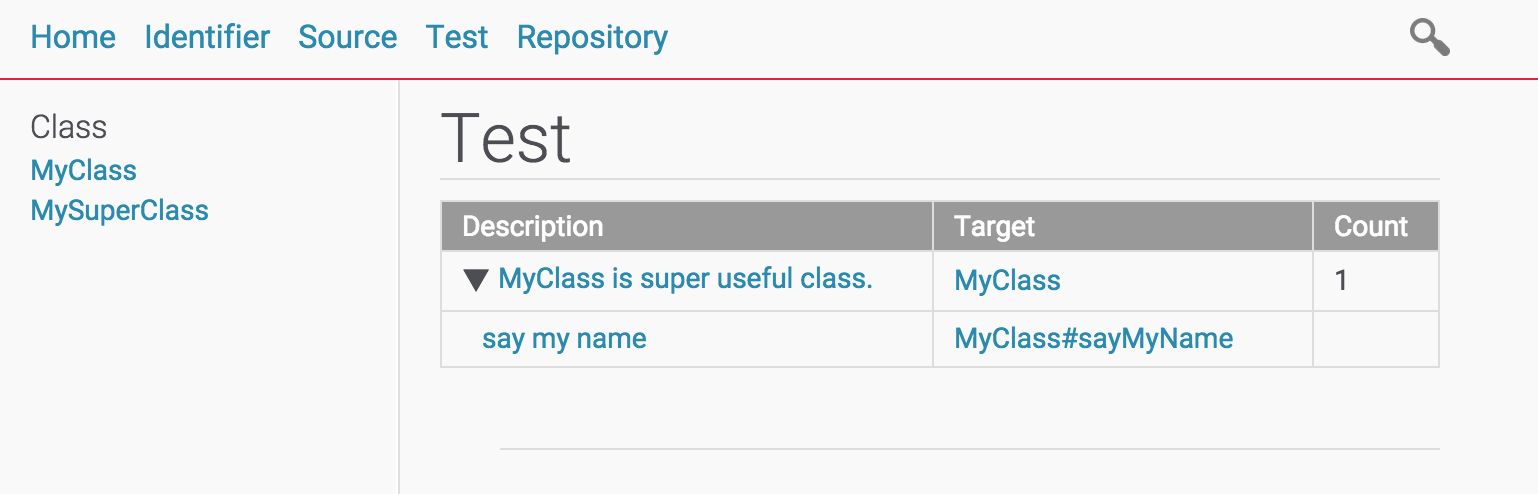 Home Identifier Source Test Repository
Class
MyClass
MySuperClass
Test
Description Target Count
MyClass is super useful class. MyClass 1
say my name MyClass#sayMyName